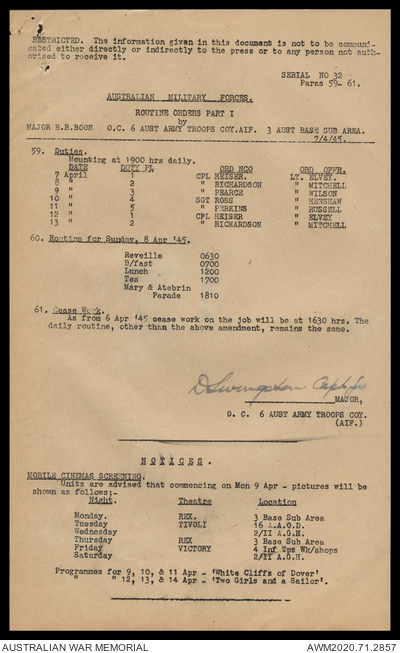 RESTRICTED. The information given in this document is not to be communi-
cated either directly or indirectly to the press or to any person not auth-
orised to receive it.
SERIAL NO 32
Paras 59- 61.
AUSTRALIAN MILITARY FORCES.
ROUTINE ORDERS PART I
by
MAJOR B.R.BOON O.C. 6 AUST ARMY TROOPS COY.AIF. 3 AUST BASE SUB AREA.
7/4/45.
59. Duties.
Mounting at 1900 hrs daily.
DATE DUTY PL ORD NCO ORD OFFR.
7 April 1 CPL HEISER. LT. ELVEY.
8 " 2 " RICHARDSON " MITCHELL
9 " 3 " PEARCE " WILSON
10 " 4 SGT ROSS " HENSHAW
11 " 5 " PERKINS " RUSSELL
12 " 1 CPL HEISER " ELVEY
13 " 2 " RICHARDSON " MITCHELL
60. Routine for Sunday, 8 Apr '45.
Reveille 0630
B/fast 0700
Lunch 1200
Tea 1700
Mary & Atebrin
Parade 1810
61. Cease Work.
As from 6 Apr '45 cease work on the job will be at 1630 hrs. The
daily routine, other than the above amendment, remains the same.
MAJOR,
O. C. 6 AUST ARMY TROOPS COY.
(AIF.)
NOTICES.
MOBILE CINEMAS SCREENING.
Units are advised that commencing on Mon 9 Apr - pictures will be
shown as follows:-
Night. Theatre Location
Monday. REX. 3 Base Sub Area
Tuesday TIVOLI 16 A.A.O.D.
Wednesday 2/11 A.G.H.
Thursday REX 3 Base Sub Area
Friday VICTORY 4 Inf Tps Wk/shops
Saturday 2/11 A.G.H.
Programmes for 9, 10, & 11 Apr - 'White Cliffs of Dover'
" " 12, 13, & 14 Apr - 'Two Girls and a Sailor'.
AUSTRALIAN WAR MEMORIAL AWM2020.71.2857